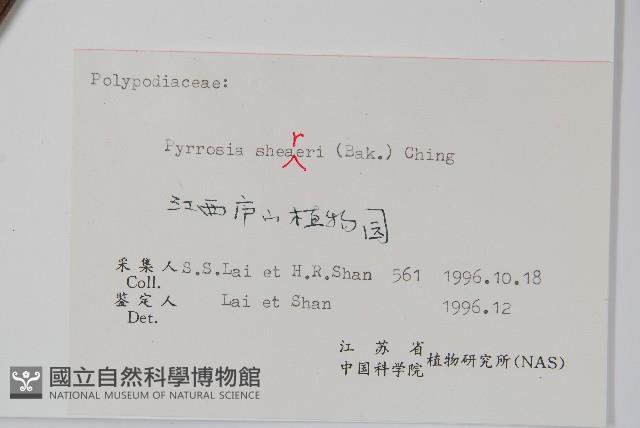 Polypodiaceae:
r
Pyrrosia shea^eri (Bak.) Ching
江西庐山植物园
采集人 S.S.Lai et H.R.Shan 561 1996.10.18
Coll.
鉴定人 Lai et Shan 1996.12
Det.
江苏省
中国科学院 植物研究所(NAS)
國立自然科學博物館
NATIONAL MUSEUM OF NATURAL SCIENCE